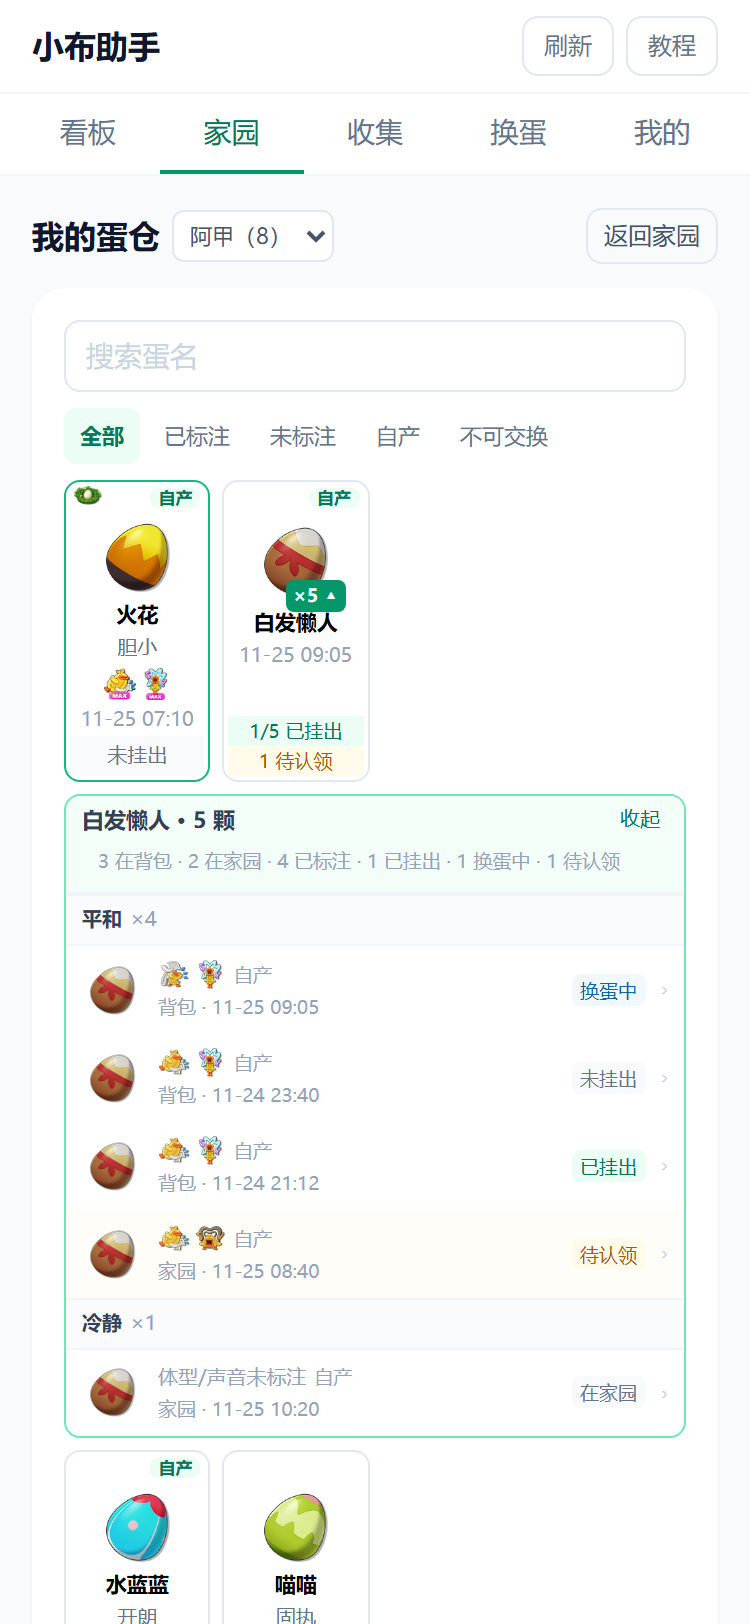 小布助手
刷新
教程
看板
家园
收集
换蛋
我的
我的蛋仓
阿甲（8）
返回家园
搜索蛋名
全部
已标注
未标注
自产
不可交换
自产
火花
胆小
MAX
MAX
11-25 07:10
未挂出
自产
×5 ▲
白发懒人
11-25 09:05
1/5 已挂出
1 待认领
白发懒人 • 5 颗
收起
3 在背包 · 2 在家园 · 4 已标注 · 1 已挂出 · 1 换蛋中 · 1 待认领
平和 ×4
自产
背包 · 11-25 09:05
换蛋中
自产
背包 · 11-24 23:40
未挂出
自产
背包 · 11-24 21:12
已挂出
自产
家园 · 11-25 08:40
待认领
冷静 ×1
体型/声音未标注 自产
家园 · 11-25 10:20
在家园
自产
水蓝蓝
开朗
喵喵
固执